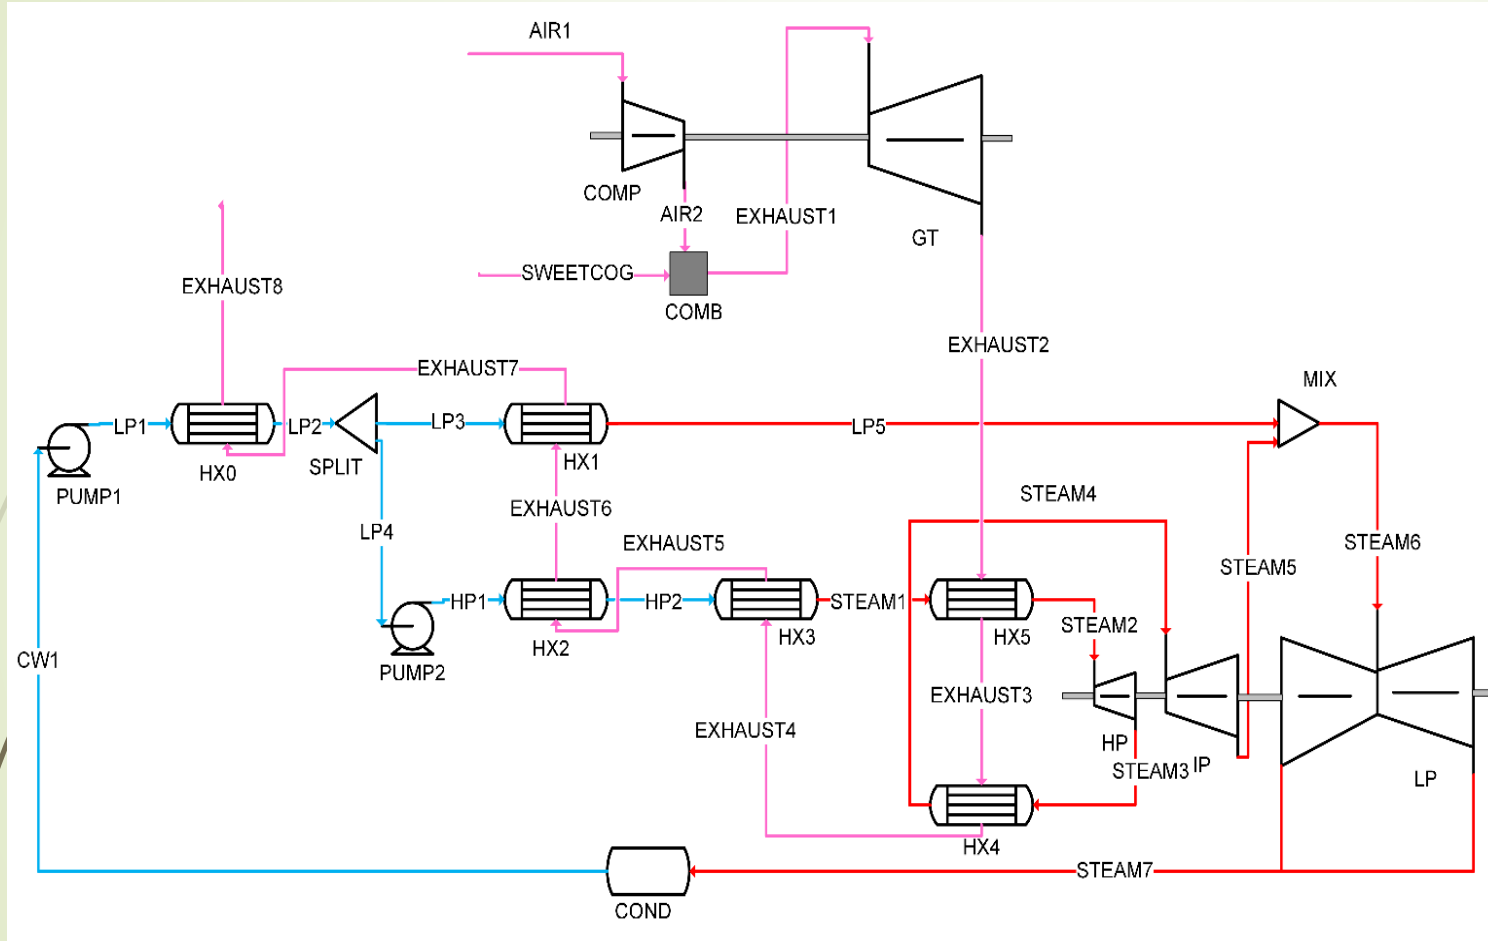 AIR1
COMP
AIR2
EXHAUST1
GT
EXHAUST8
SWEETCOG
COMB
EXHAUST2
EXHAUST7
MIX
LP1
LP2
LP3
LP5
HX0
SPLIT
HX1
PUMP1
STEAM4
EXHAUST6
LP4
EXHAUST5
STEAM6
STEAM5
HP1
HP2
STEAM1
STEAM2
HX2
HX3
HX5
CW1
PUMP2
EXHAUST3
EXHAUST4
HP
STEAM3
IP
LP
HX4
STEAM7
COND